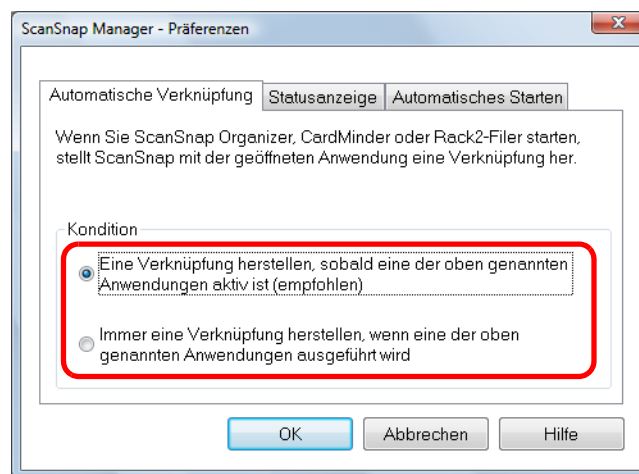 ScanSnap Manager - Präferenzen
Automatische Verknüpfung
Statusanzeige
Automatisches Starten
Wenn Sie ScanSnap Organizer, CardMinder oder Rack2-Filer starten,
stellt ScanSnap mit der geöffneten Anwendung eine Verknüpfung her.
Kondition
Eine Verknüpfung herstellen, sobald eine der oben genannten
Anwendungen aktiv ist (empfohlen)
Immer eine Verknüpfung herstellen, wenn eine der oben
genannten Anwendungen ausgeführt wird
OK
Abbrechen
Hilfe